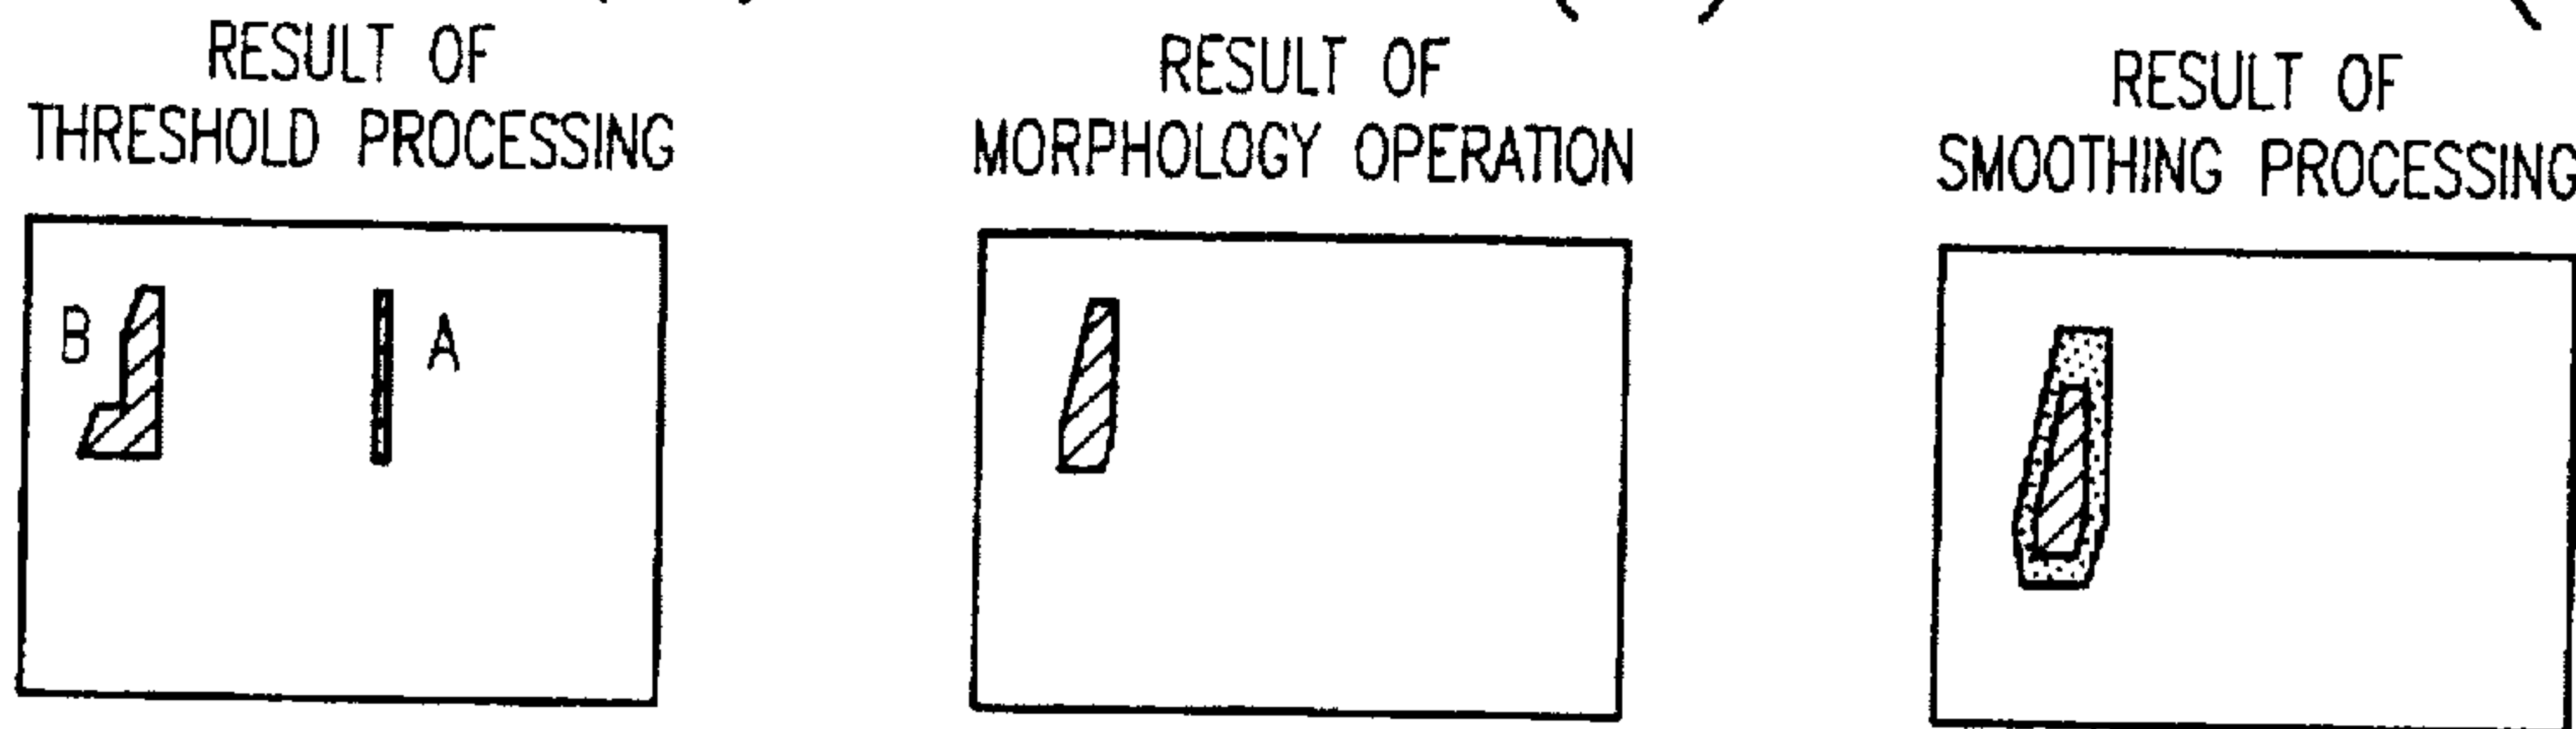 RESULT OF
THRESHOLD PROCESSING
B
A
RESULT OF
MORPHOLOGY OPERATION
RESULT OF
SMOOTHING PROCESSING